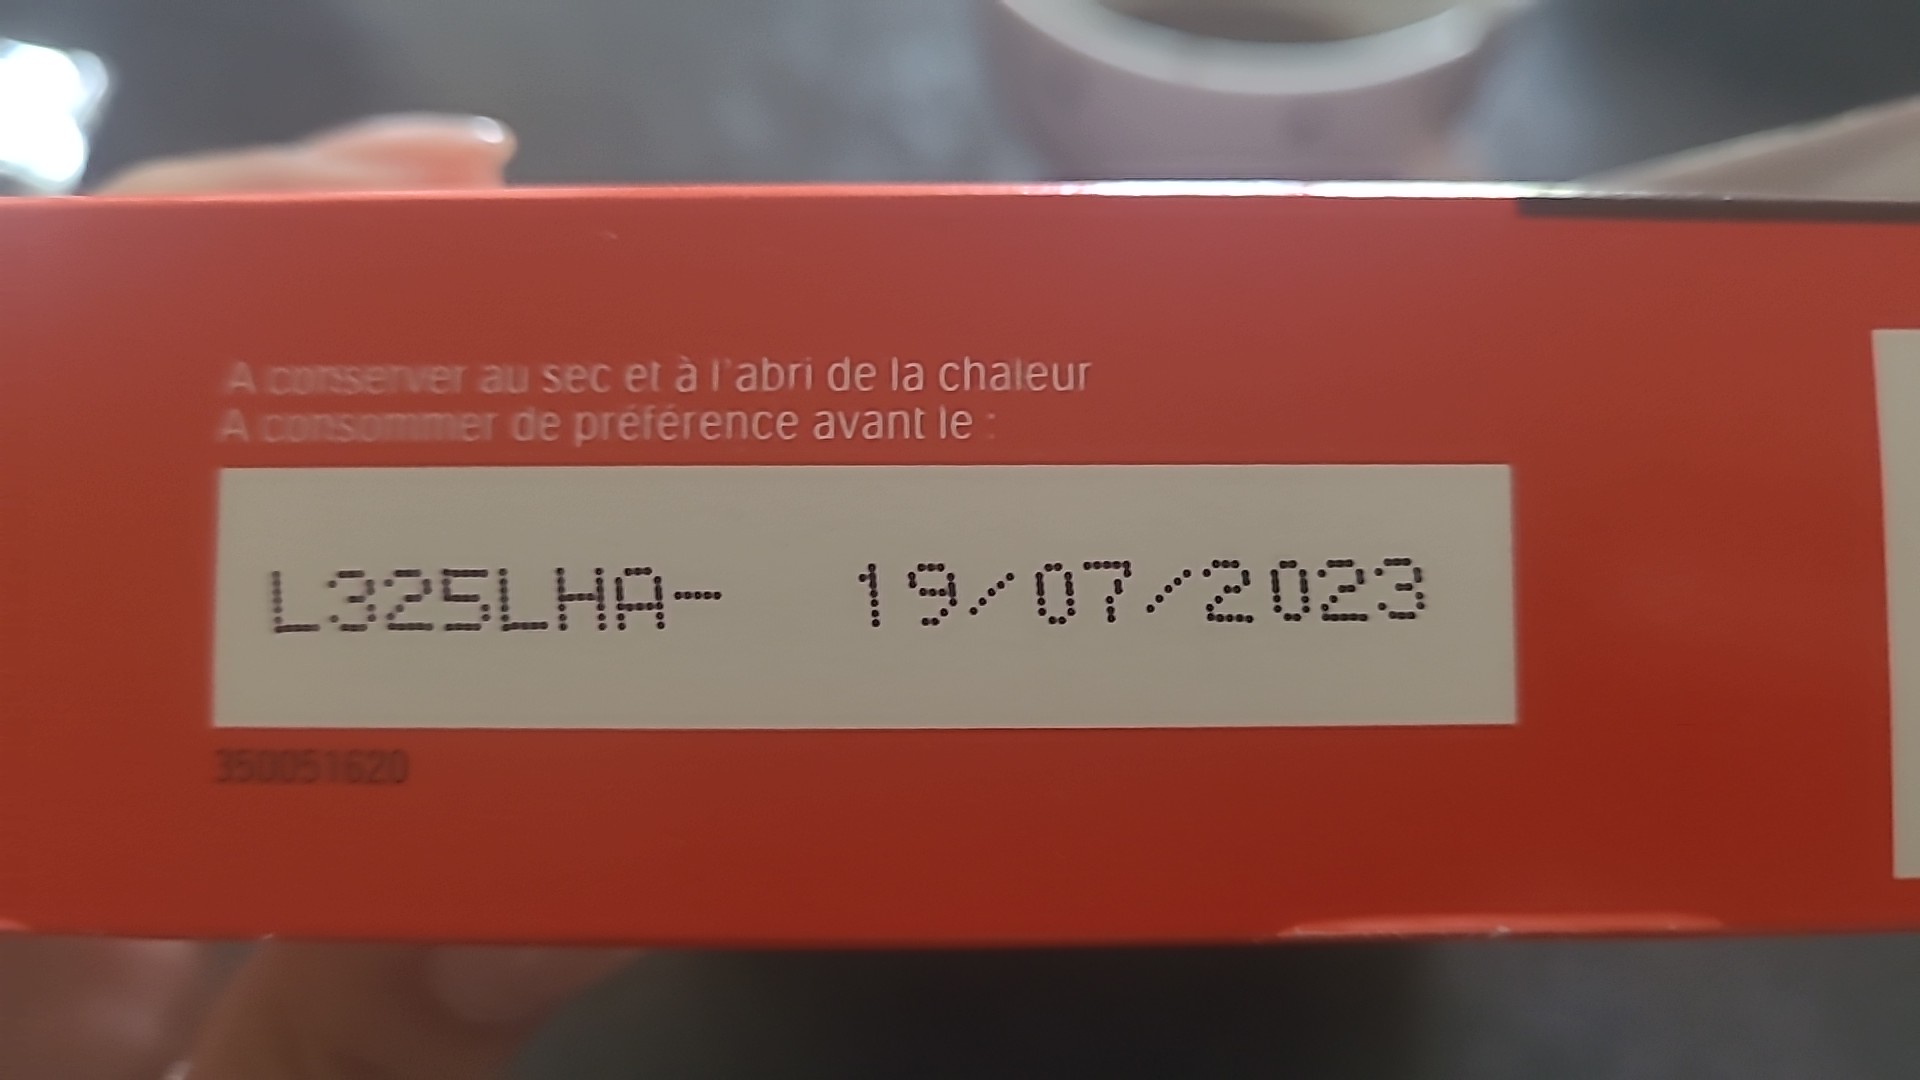 A conserver au sec et à l'abri de la chaleur
A consommer de préférence avant le :
L325LHA- 19/07/2023
350051620